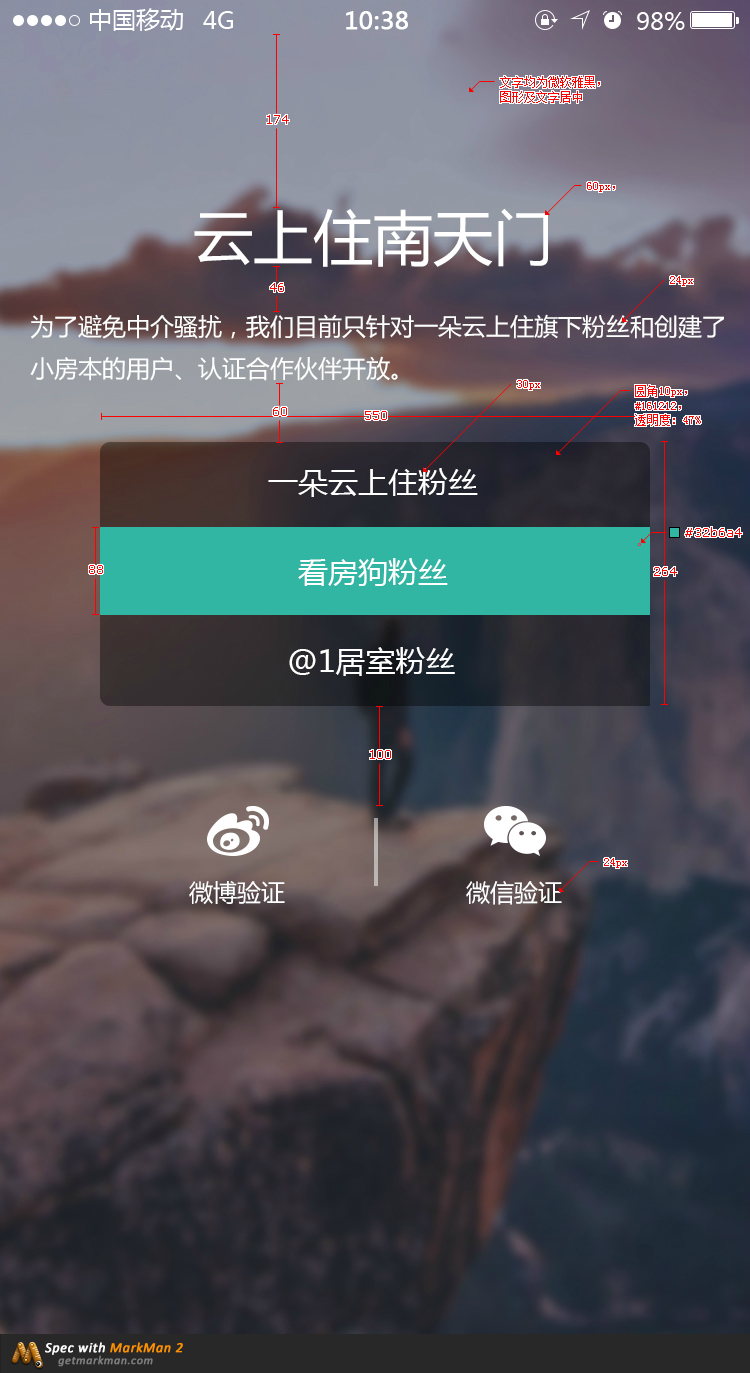 中国移动 4G 10:38 98%
文字均为微软雅黑，
图形及文字居中
174
60px，
云上住南天门
46
24px
为了避免中介骚扰，我们目前只针对一朵云上住旗下粉丝和创建了
小房本的用户、认证合作伙伴开放。
30px
圆角10px，
#161212，
透明度：47%
60
550
一朵云上住粉丝
#32b6a4
88
看房狗粉丝
264
@1居室粉丝
100
24px
微博验证
微信验证
Spec with MarkMan 2
getmarkman.com